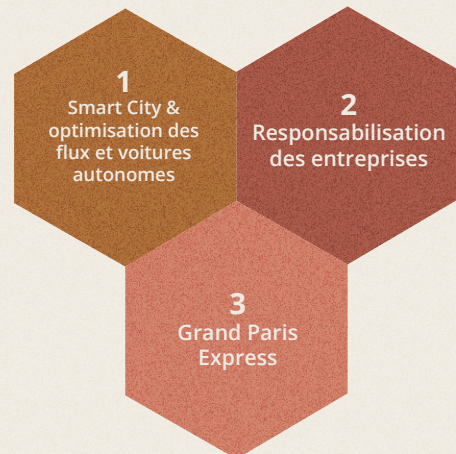 1
Smart City &
optimisation des
flux et voitures
autonomes
2
Responsabilisation
des entreprises
3
Grand Paris
Express